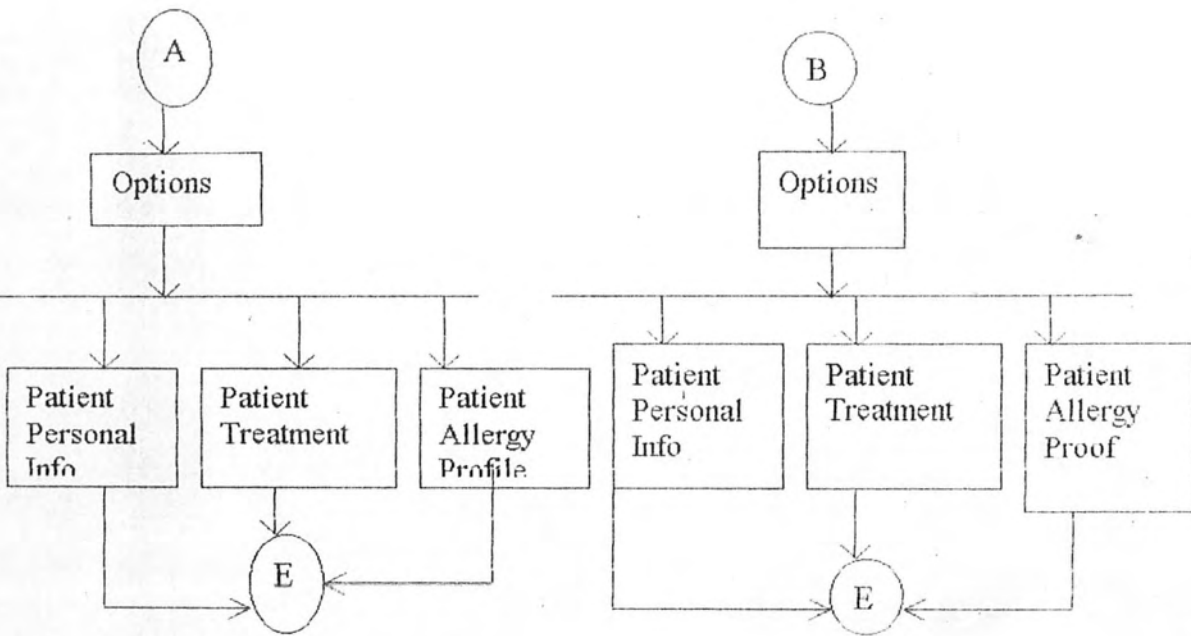 A
B
Options
Options
Patient
Personal
Info
Patient
Treatment
Patient
Allergy
Profile
Patient
Personal
Info
Patient
Treatment
Patient
Allergy
Proof
E
E